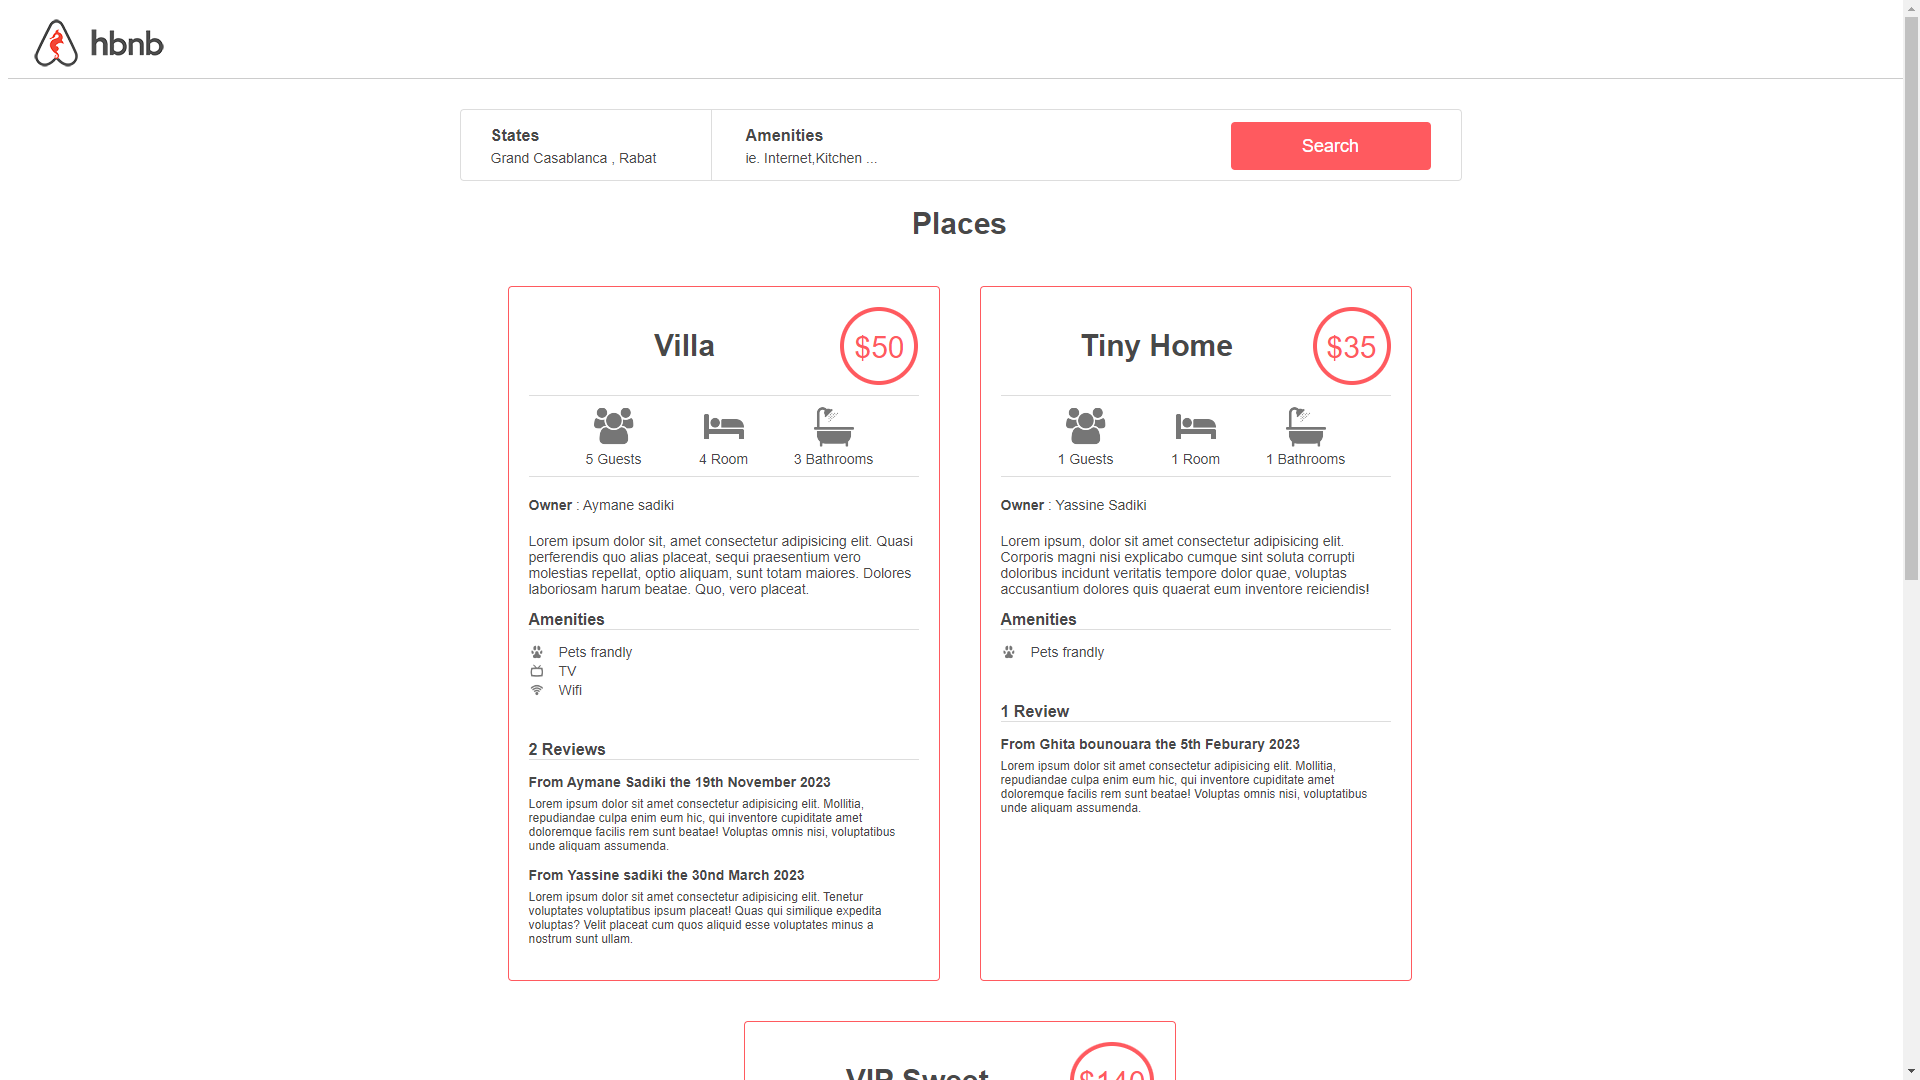 hbnb
States
Grand Casablanca , Rabat
Amenities
ie. Internet,Kitchen ...
Search
Places
Villa
$50
5 Guests
4 Room
3 Bathrooms
Owner : Aymane sadiki
Lorem ipsum dolor sit, amet consectetur adipisicing elit. Quasi
perferendis quo alias placeat, sequi praesentium vero
molestias repellat, optio aliquam, sunt totam maiores. Dolores
laboriosam harum beatae. Quo, vero placeat.
Amenities
Pets frandly
TV
Wifi
2 Reviews
From Aymane Sadiki the 19th November 2023
Lorem ipsum dolor sit amet consectetur adipisicing elit. Mollitia,
repudiandae culpa enim eum hic, qui inventore cupiditate amet
doloremque facilis rem sunt beatae! Voluptas omnis nisi, voluptatibus
unde aliquam assumenda.
From Yassine sadiki the 30nd March 2023
Lorem ipsum dolor sit amet consectetur adipisicing elit. Tenetur
voluptates voluptatibus ipsum placeat! Quas qui similique expedita
voluptas? Velit placeat cum quos aliquid esse voluptates minus a
nostrum sunt ullam.
Tiny Home
$35
1 Guests
1 Room
1 Bathrooms
Owner : Yassine Sadiki
Lorem ipsum, dolor sit amet consectetur adipisicing elit.
Corporis magni nisi explicabo cumque sint soluta corrupti
doloribus incidunt veritatis tempore dolor quae, voluptas
accusantium dolores quis quaerat eum inventore reiciendis!
Amenities
Pets frandly
1 Review
From Ghita bounouara the 5th Feburary 2023
Lorem ipsum dolor sit amet consectetur adipisicing elit. Mollitia,
repudiandae culpa enim eum hic, qui inventore cupiditate amet
doloremque facilis rem sunt beatae! Voluptas omnis nisi, voluptatibus
unde aliquam assumenda.
VIP Sweet
$140